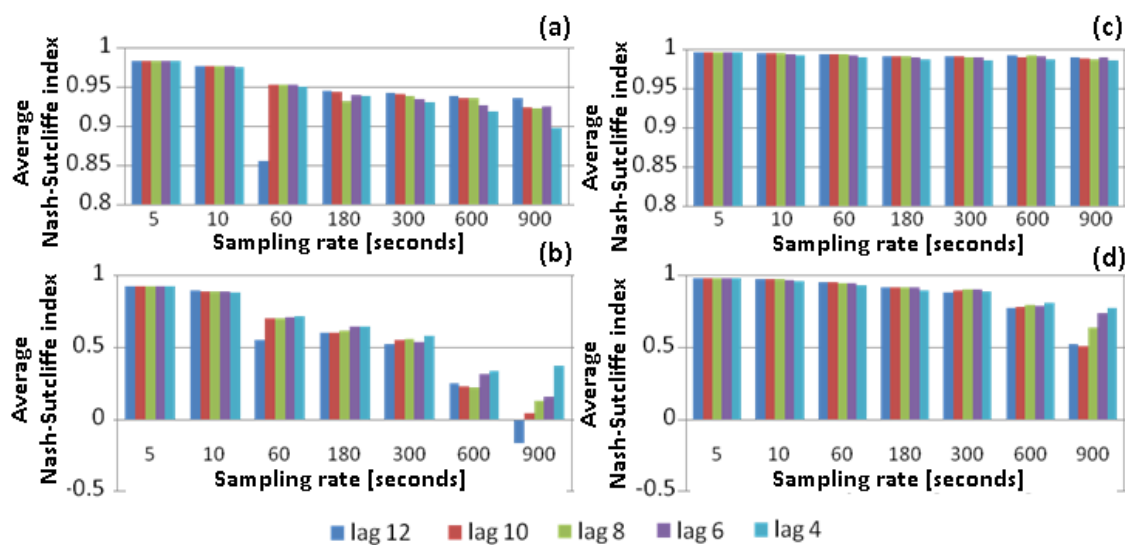 (a)
1
0.95
0.9
0.85
0.8
Average
Nash-Sutcliffe index
5 10 60 180 300 600 900
Sampling rate [seconds]
(c)
1
0.95
0.9
0.85
0.8
Average
Nash-Sutcliffe index
5 10 60 180 300 600 900
Sampling rate [seconds]
(b)
1
0.5
0
-0.5
Average
Nash-Sutcliffe index
5 10 60 180 300 600 900
Sampling rate [seconds]
(d)
1
0.5
0
-0.5
Average
Nash-Sutcliffe index
5 10 60 180 300 600 900
Sampling rate [seconds]
lag 12 lag 10 lag 8 lag 6 lag 4